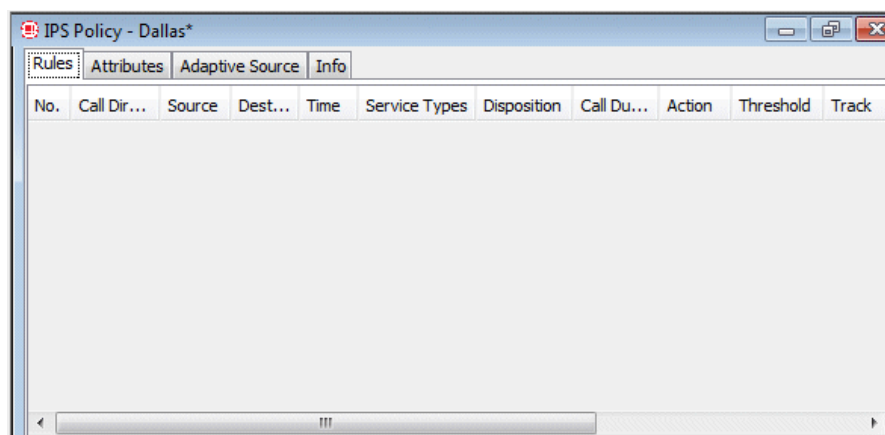 IPS Policy - Dallas*
Rules Attributes Adaptive Source Info
No. Call Dir... Source Dest... Time Service Types Disposition Call Du... Action Threshold Track